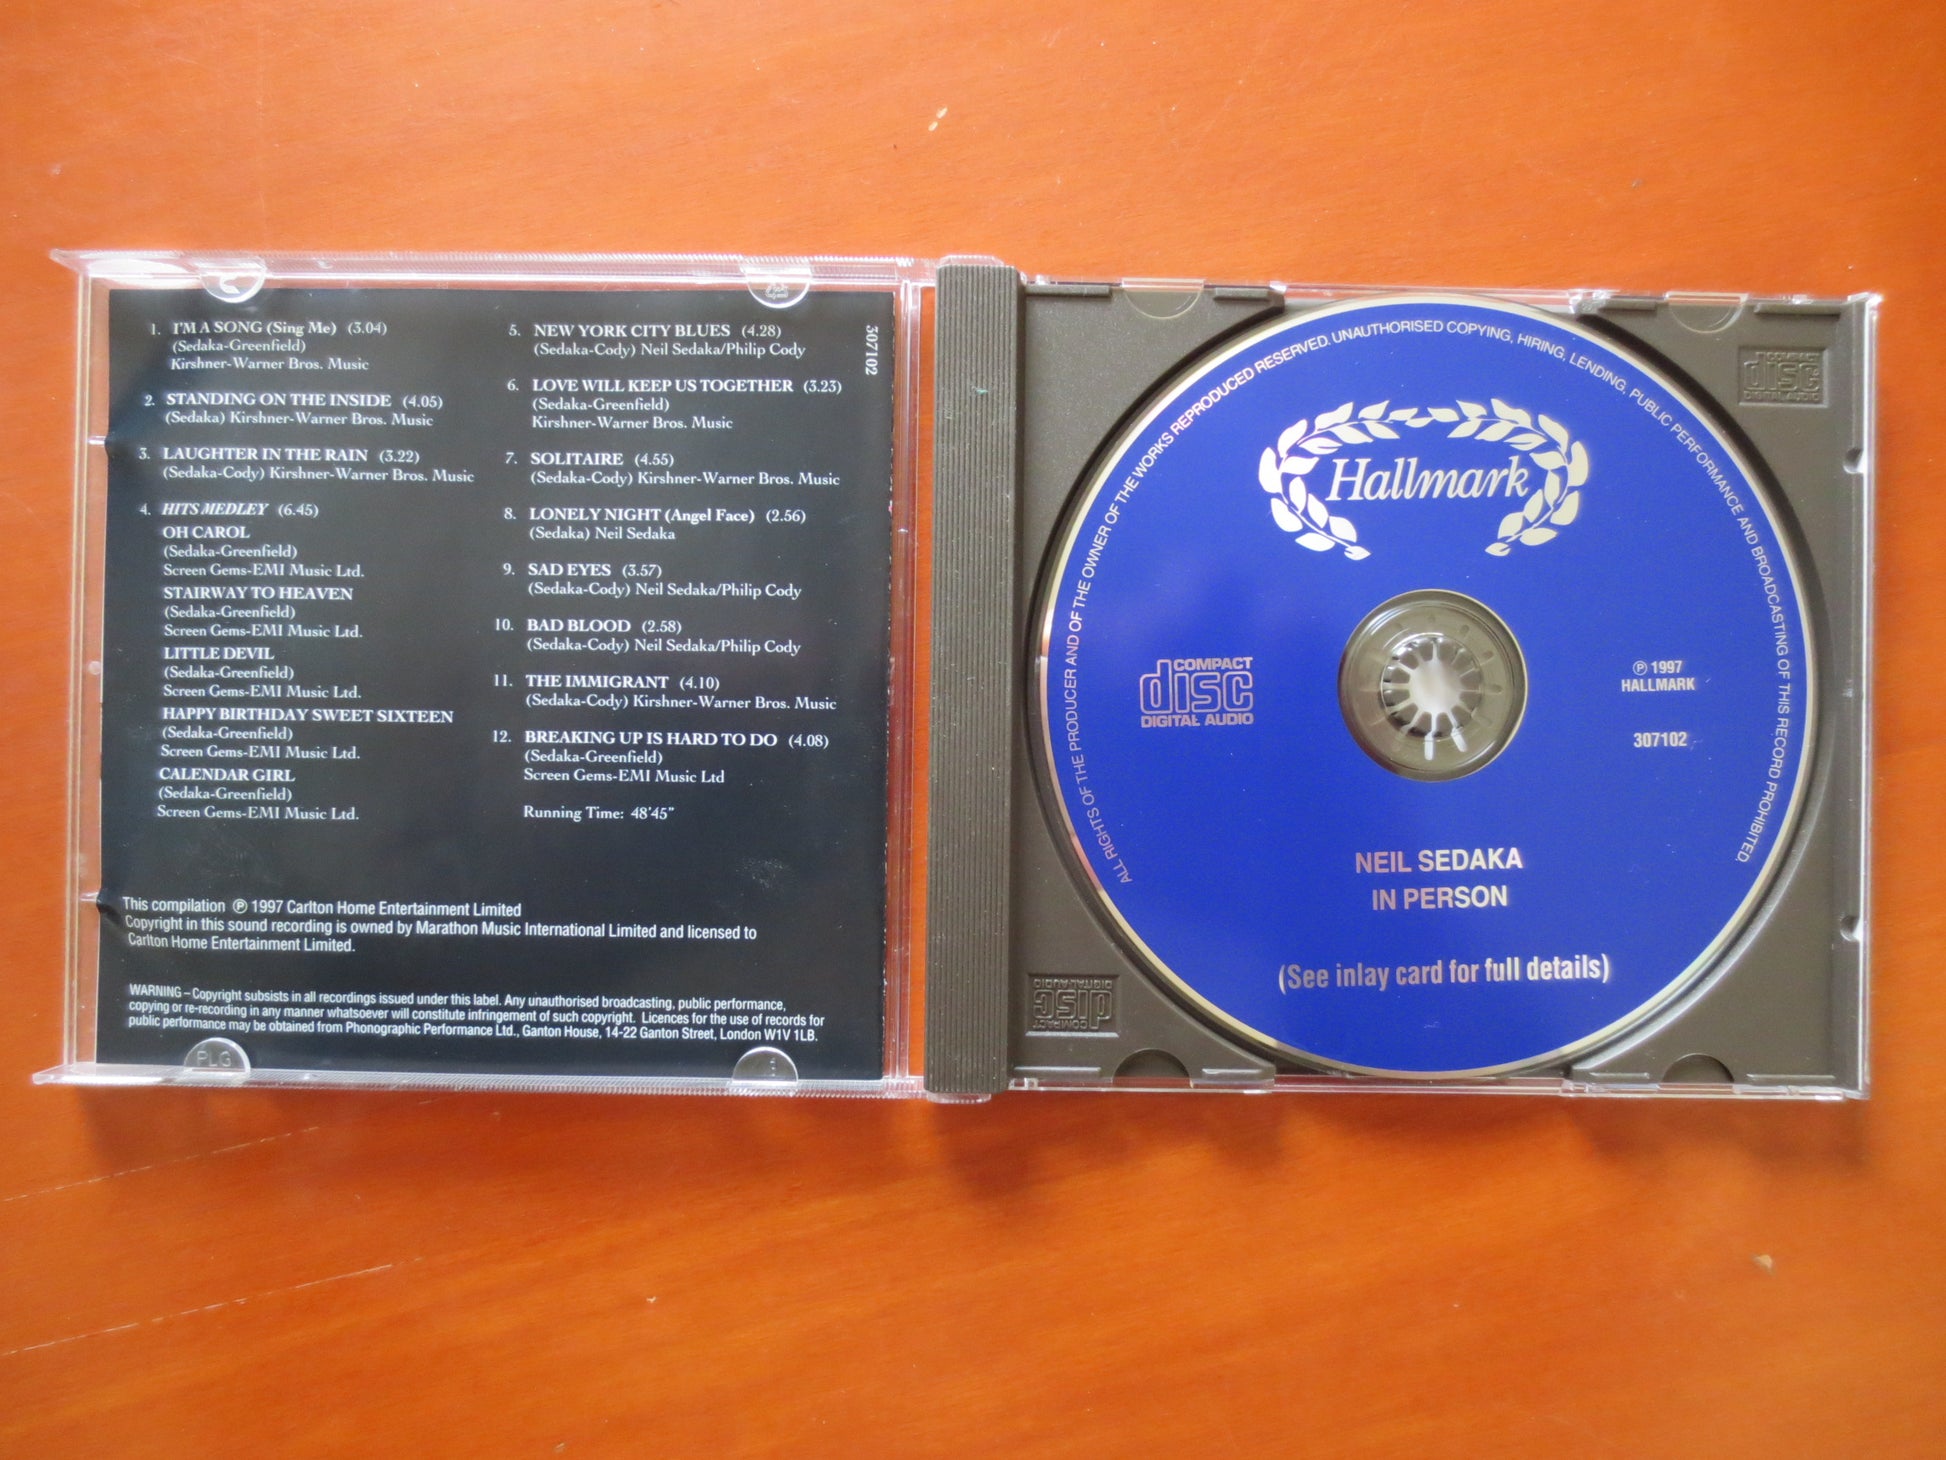 1. I'M A SONG (Sing Me) (3.04)
(Sedaka-Greenfield)
Kirshner-Warner Bros. Music
2. STANDING ON THE INSIDE (4.05)
(Sedaka) Kirshner-Warner Bros. Music
3. LAUGHTER IN THE RAIN (3.22)
(Sedaka-Cody) Kirshner-Warner Bros. Music
4. HITS MEDLEY (6.45)
OH CAROL
(Sedaka-Greenfield)
Screen Gems-EMI Music Ltd.
STAIRWAY TO HEAVEN
(Sedaka-Greenfield)
Screen Gems-EMI Music Ltd.
LITTLE DEVIL
(Sedaka-Greenfield)
Screen Gems-EMI Music Ltd.
HAPPY BIRTHDAY SWEET SIXTEEN
(Sedaka-Greenfield)
Screen Gems-EMI Music Ltd.
CALENDAR GIRL
(Sedaka-Greenfield)
Screen Gems-EMI Music Ltd.
5. NEW YORK CITY BLUES (4.28)
(Sedaka-Cody) Neil Sedaka/Philip Cody
6. LOVE WILL KEEP US TOGETHER (3.23)
(Sedaka-Greenfield)
Kirshner-Warner Bros. Music
7. SOLITAIRE (4.55)
(Sedaka-Cody) Kirshner-Warner Bros. Music
8. LONELY NIGHT (Angel Face) (2.56)
(Sedaka) Neil Sedaka
9. SAD EYES (3.57)
(Sedaka-Cody) Neil Sedaka/Philip Cody
10. BAD BLOOD (2.58)
(Sedaka-Cody) Neil Sedaka/Philip Cody
11. THE IMMIGRANT (4.10)
(Sedaka-Cody) Kirshner-Warner Bros. Music
12. BREAKING UP IS HARD TO DO (4.08)
(Sedaka-Greenfield)
Screen Gems-EMI Music Ltd
Running Time: 48'45"
307102
This compilation ℗ 1997 Carlton Home Entertainment Limited
Copyright in this sound recording is owned by Marathon Music International Limited and licensed to
Carlton Home Entertainment Limited.
WARNING – Copyright subsists in all recordings issued under this label. Any unauthorised broadcasting, public performance,
copying or re-recording in any manner whatsoever will constitute infringement of such copyright. Licences for the use of records for
public performance may be obtained from Phonographic Performance Ltd., Ganton House, 14-22 Ganton Street, London W1V 1LB.
PLG
ALL RIGHTS OF THE PRODUCER AND OF THE OWNER OF THE WORKS REPRODUCED RESERVED. UNAUTHORISED COPYING, HIRING, LENDING, PUBLIC PERFORMANCE AND BROADCASTING OF THIS RECORD PROHIBITED.
Hallmark
COMPACT
disc
DIGITAL AUDIO
℗ 1997
HALLMARK
307102
NEIL SEDAKA
IN PERSON
(See inlay card for full details)
COMPACT
disc
DIGITAL AUDIO
COMPACT
disc
DIGITAL AUDIO